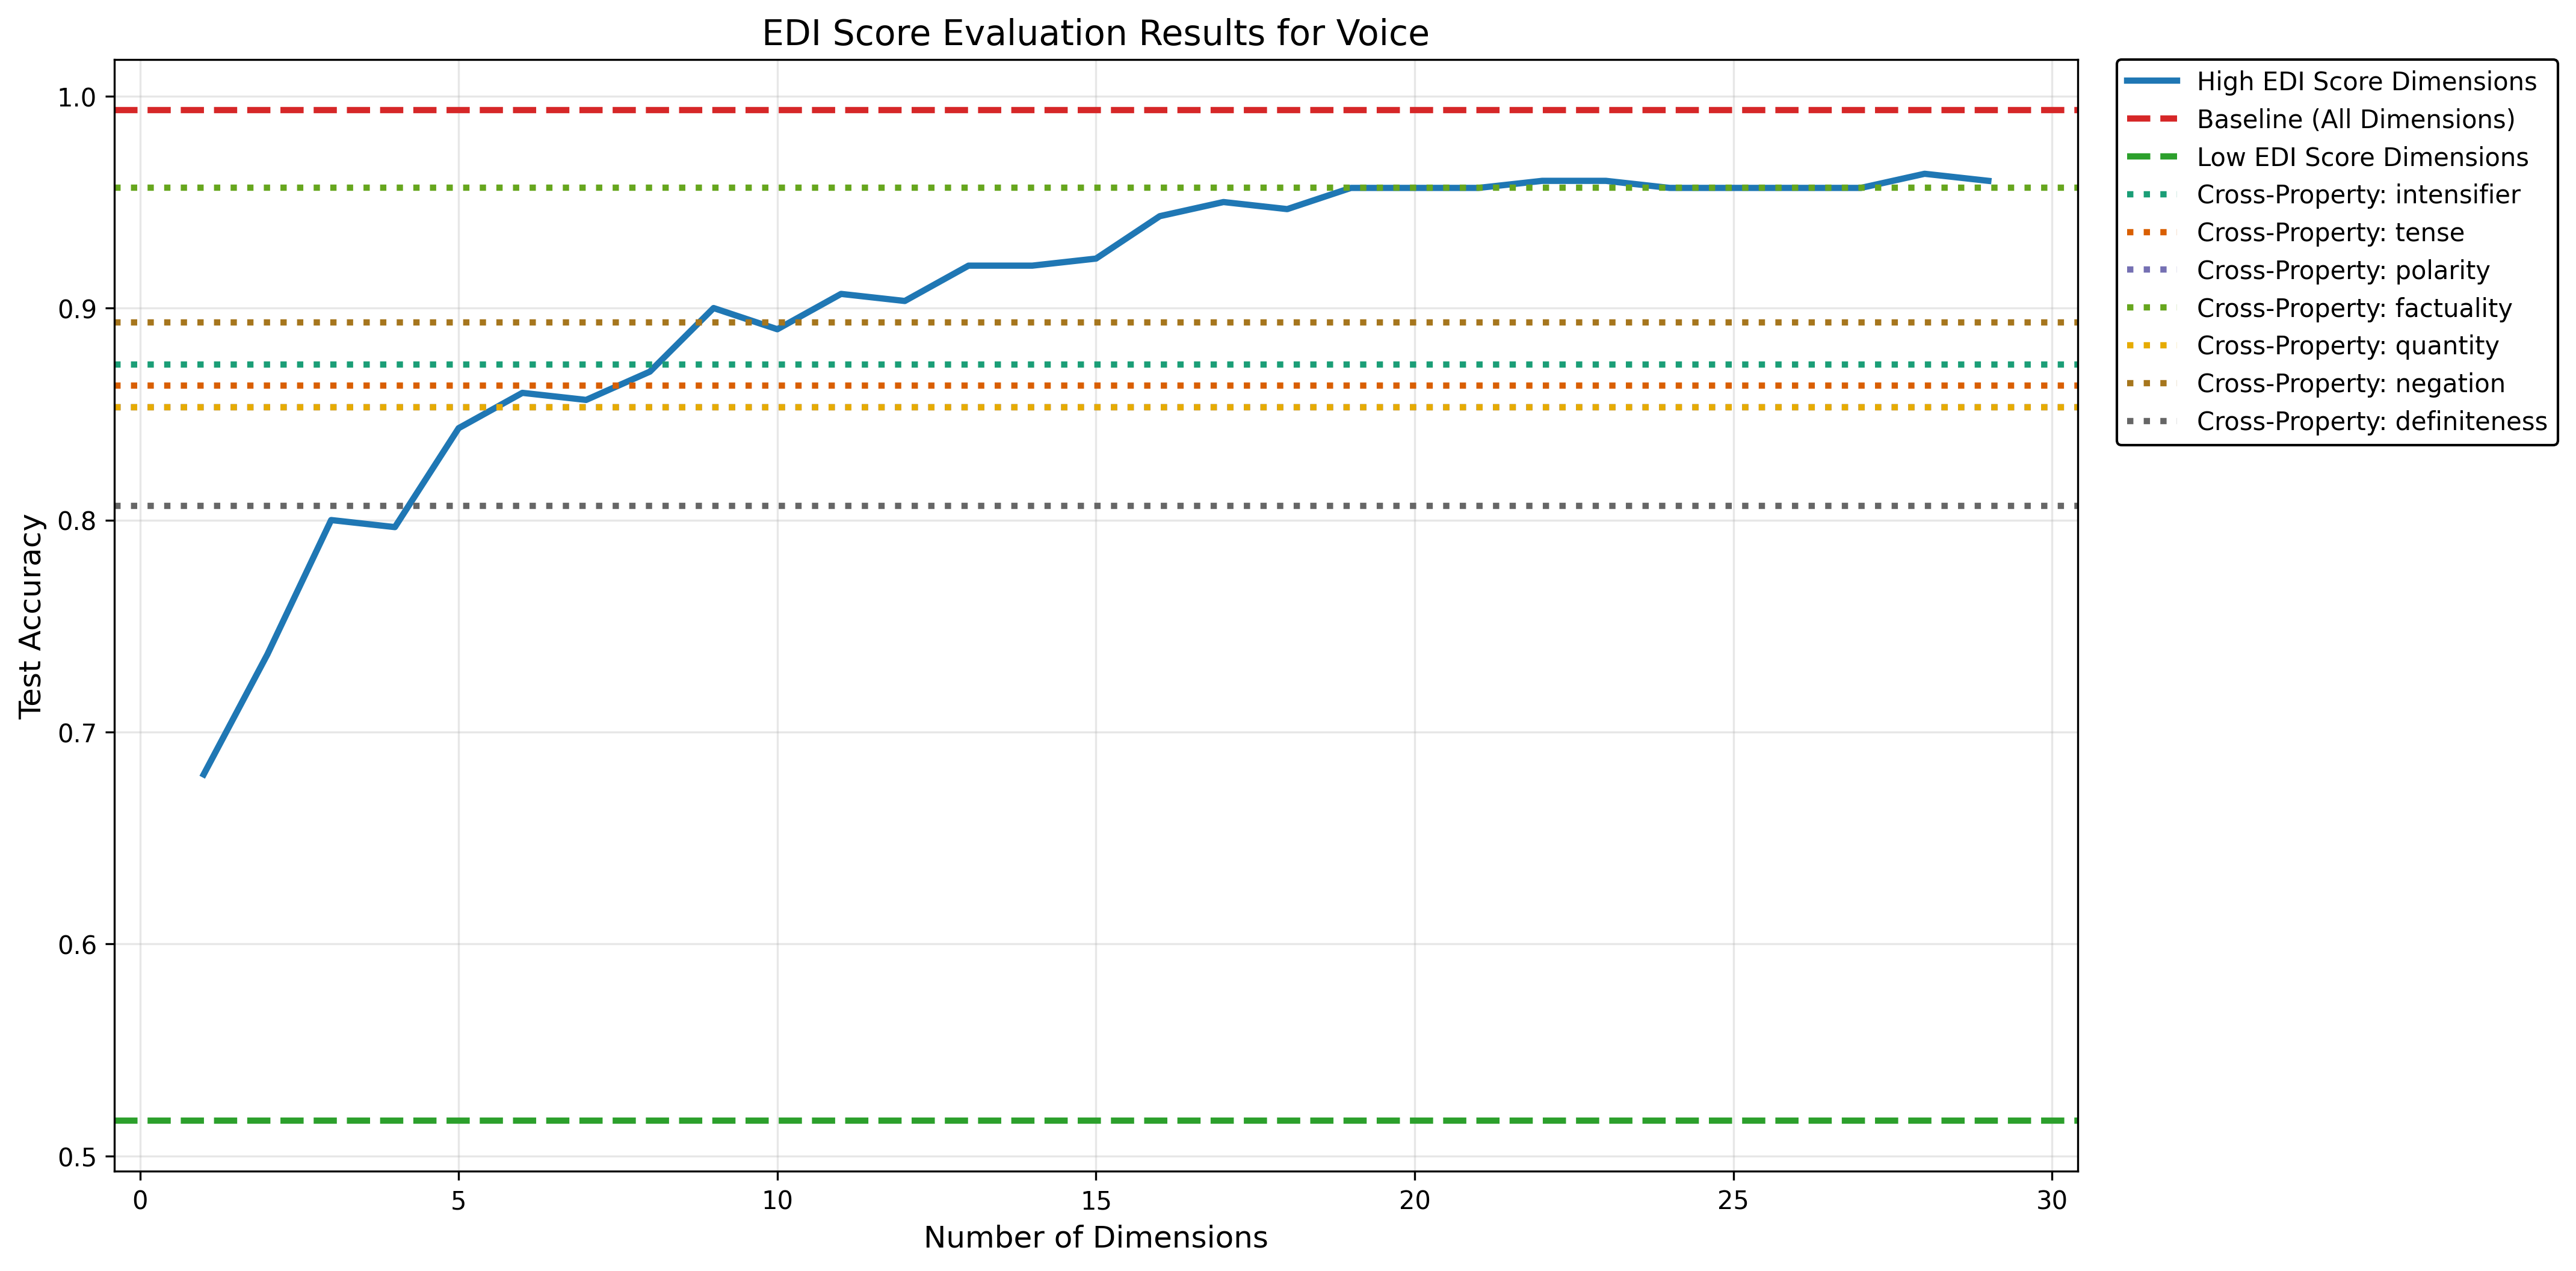 EDI Score Evaluation Results for Voice
1.0
0.9
0.8
0.7
0.6
0.5
Test Accuracy
0
5
10
15
20
25
30
Number of Dimensions
High EDI Score Dimensions
Baseline (All Dimensions)
Low EDI Score Dimensions
Cross-Property: intensifier
Cross-Property: tense
Cross-Property: polarity
Cross-Property: factuality
Cross-Property: quantity
Cross-Property: negation
Cross-Property: definiteness